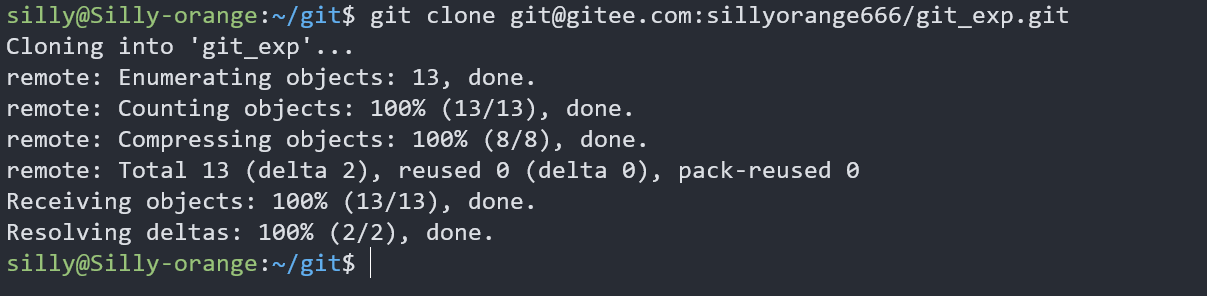 silly@Silly-orange:~/git$ git clone git@gitee.com:sillyorange666/git_exp.git
Cloning into 'git_exp'...
remote: Enumerating objects: 13, done.
remote: Counting objects: 100% (13/13), done.
remote: Compressing objects: 100% (8/8), done.
remote: Total 13 (delta 2), reused 0 (delta 0), pack-reused 0
Receiving objects: 100% (13/13), done.
Resolving deltas: 100% (2/2), done.
silly@Silly-orange:~/git$